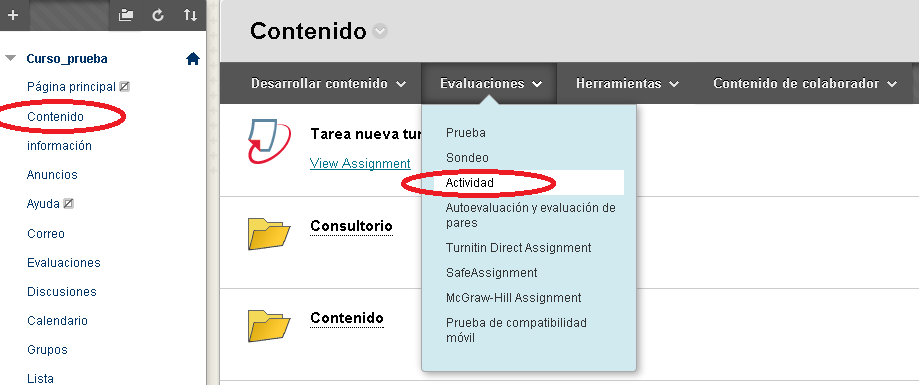 Curso_prueba
Página principal
Contenido
información
Anuncios
Ayuda
Correo
Evaluaciones
Discusiones
Calendario
Grupos
Lista
Contenido
Desarrollar contenido
Evaluaciones
Herramientas
Contenido de colaborador
Tarea nueva tur
View Assignment
Consultorio
Contenido
Prueba
Sondeo
Actividad
Autoevaluación y evaluación de
pares
Turnitin Direct Assignment
SafeAssignment
McGraw-Hill Assignment
Prueba de compatibilidad
móvil